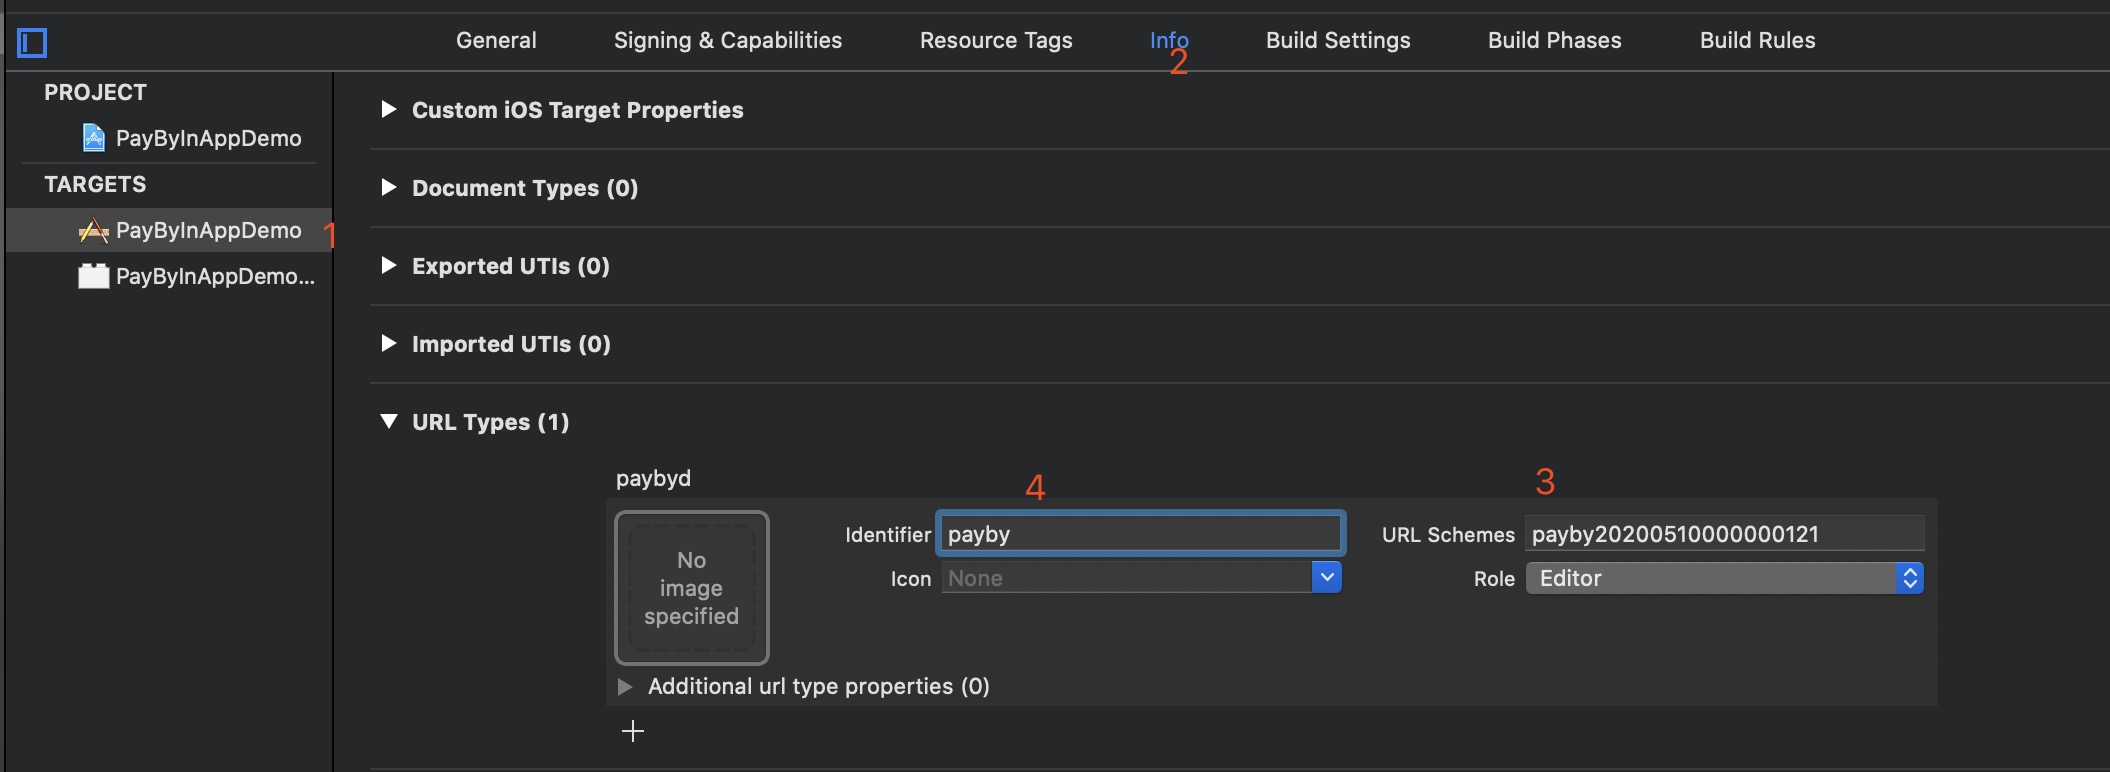 General Signing & Capabilities Resource Tags Info Build Settings Build Phases Build Rules
2
PROJECT
PayByInAppDemo
TARGETS
PayByInAppDemo 1
PayByInAppDemo...
Custom iOS Target Properties
Document Types (0)
Exported UTIs (0)
Imported UTIs (0)
URL Types (1)
paybyd
4 3
No
image
specified
Identifier payby URL Schemes payby20200510000000121
Icon None Role Editor
Additional url type properties (0)